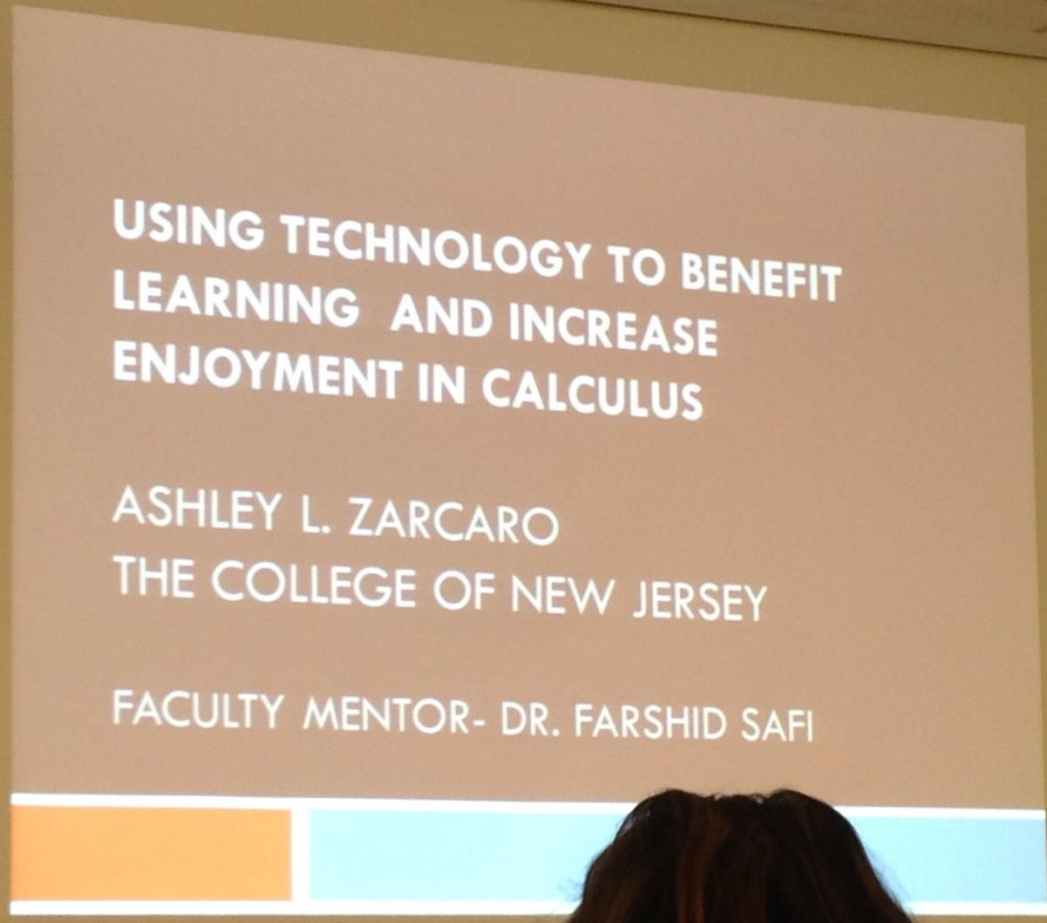 USING TECHNOLOGY TO BENEFIT
LEARNING AND INCREASE
ENJOYMENT IN CALCULUS
ASHLEY L. ZARCARO
THE COLLEGE OF NEW JERSEY
FACULTY MENTOR- DR. FARSHID SAFI